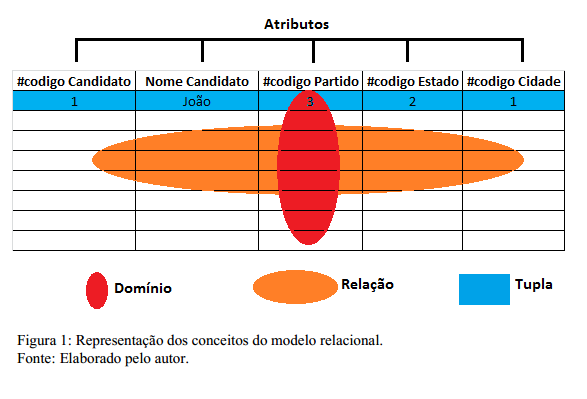 Atributos
#codigo Candidato Nome Candidato #codigo Partido #codigo Estado #codigo Cidade
1 João 3 2 1
Domínio Relação Tupla
Figura 1: Representação dos conceitos do modelo relacional.
Fonte: Elaborado pelo autor.